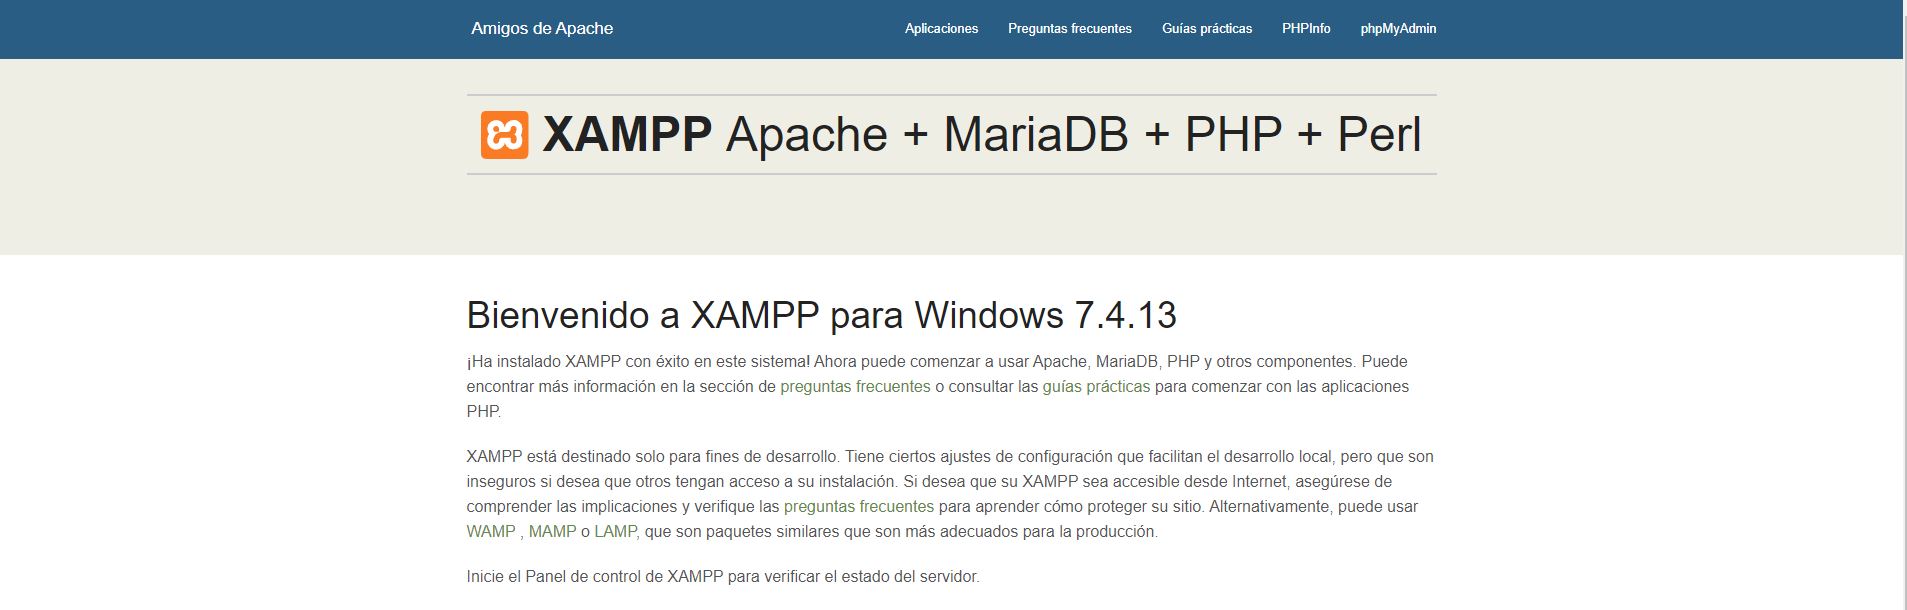 Amigos de Apache
Aplicaciones Preguntas frecuentes Guías prácticas PHPInfo phpMyAdmin
XAMPP Apache + MariaDB + PHP + Perl
Bienvenido a XAMPP para Windows 7.4.13
¡Ha instalado XAMPP con éxito en este sistema! Ahora puede comenzar a usar Apache, MariaDB, PHP y otros componentes. Puede
encontrar más información en la sección de preguntas frecuentes o consultar las guías prácticas para comenzar con las aplicaciones
PHP.
XAMPP está destinado solo para fines de desarrollo. Tiene ciertos ajustes de configuración que facilitan el desarrollo local, pero que son
inseguros si desea que otros tengan acceso a su instalación. Si desea que su XAMPP sea accesible desde Internet, asegúrese de
comprender las implicaciones y verifique las preguntas frecuentes para aprender cómo proteger su sitio. Alternativamente, puede usar
WAMP , MAMP o LAMP, que son paquetes similares que son más adecuados para la producción.
Inicie el Panel de control de XAMPP para verificar el estado del servidor.